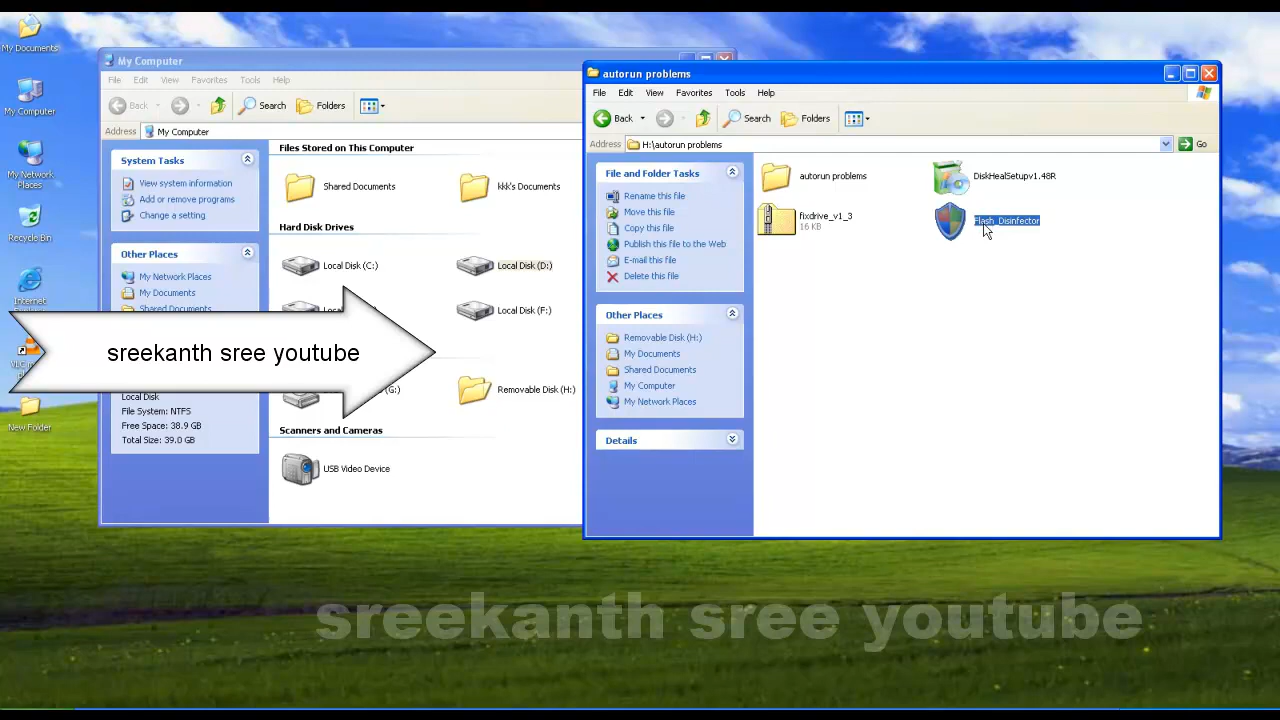 My Documents
My Computer
My Network
Places
Recycle Bin
Internet
New Folder
My Computer
File Edit View Favorites Tools Help
Back Search Folders
Address My Computer
System Tasks
View system information
Add or remove programs
Change a setting
Other Places
My Network Places
My Documents
Shared Documents
Local Disk
File System: NTFS
Free Space: 38.9 GB
Total Size: 39.0 GB
Files Stored on This Computer
Shared Documents kkk's Documents
Hard Disk Drives
Local Disk (C:) Local Disk (D:)
Local Disk (F:)
(G:) Removable Disk (H:)
Scanners and Cameras
USB Video Device
sreekanth sree youtube
autorun problems
File Edit View Favorites Tools Help
Back Search Folders
Address H:\autorun problems Go
File and Folder Tasks
Rename this file
Move this file
Copy this file
Publish this file to the Web
E-mail this file
Delete this file
Other Places
Removable Disk (H:)
My Documents
Shared Documents
My Computer
My Network Places
Details
autorun problems
DiskHealSetupv1.48R
fixdrive_v1_3
16 KB
Flash_Disinfector
sreekanth sree youtube